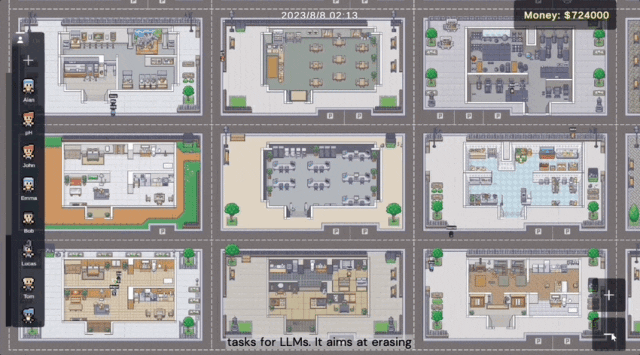 2023/8/8 02:13
Money: $724000
Alan
pH
John
Emma
Bob
Lucas
Tom
P
P
P
P
P
P
P
P
P
P
tasks for LLMs. It aims at erasing